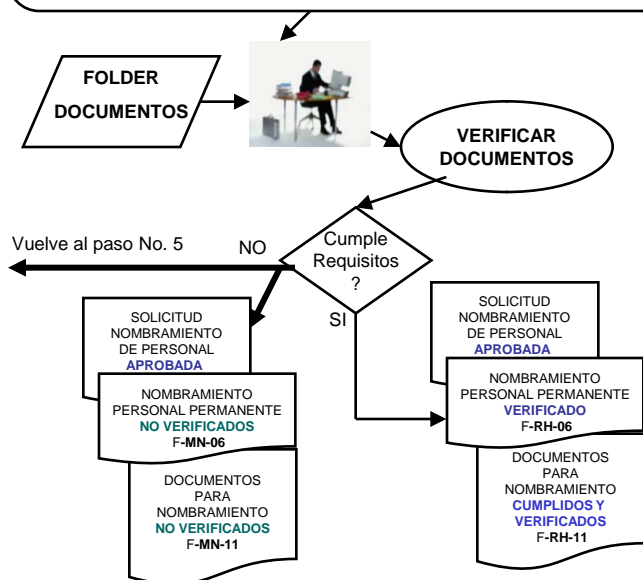 FOLDER
DOCUMENTOS
VERIFICAR
DOCUMENTOS
Vuelve al paso No. 5
NO
Cumple
Requisitos
?
SI
SOLICITUD
NOMBRAMIENTO
DE PERSONAL
APROBADA
NOMBRAMIENTO
PERSONAL PERMANENTE
NO VERIFICADOS
F-MN-06
DOCUMENTOS
PARA
NOMBRAMIENTO
NO VERIFICADOS
F-MN-11
SOLICITUD
NOMBRAMIENTO
DE PERSONAL
APROBADA
NOMBRAMIENTO
PERSONAL PERMANENTE
VERIFICADO
F-RH-06
DOCUMENTOS
PARA
NOMBRAMIENTO
CUMPLIDOS Y
VERIFICADOS
F-RH-11